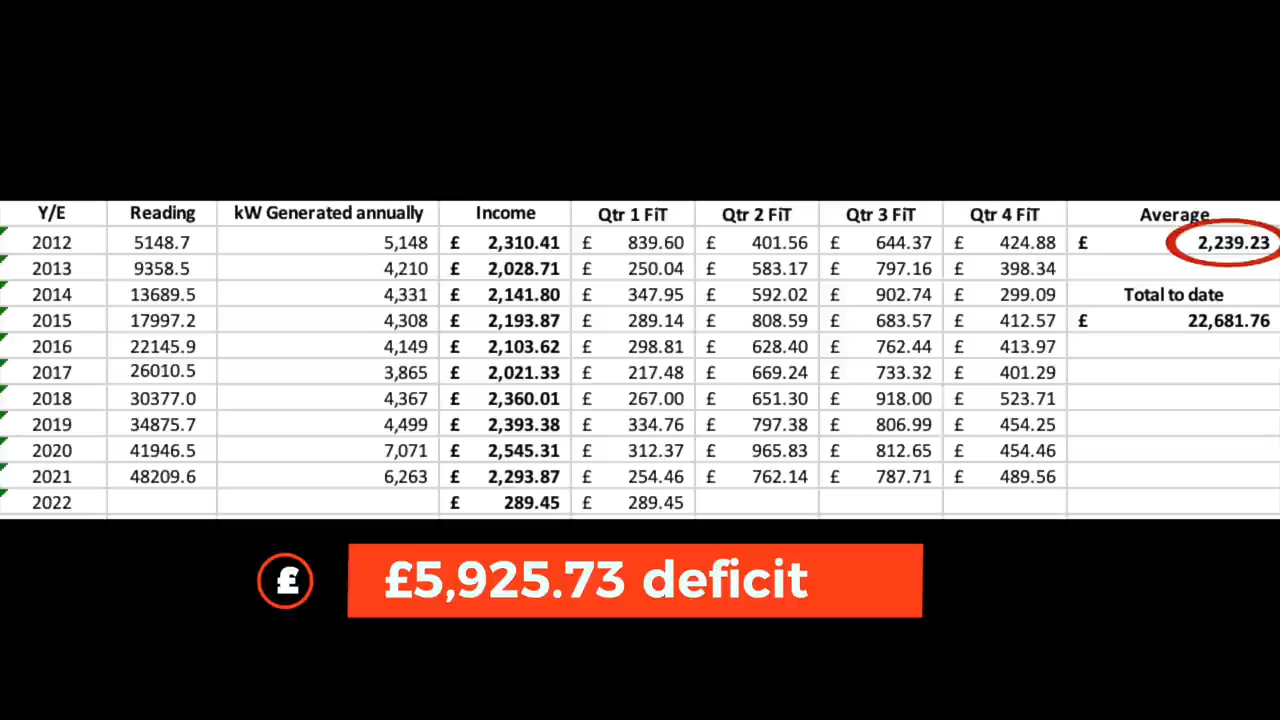 Y/E Reading kW Generated annually Income Qtr 1 FiT Qtr 2 FiT Qtr 3 FiT Qtr 4 FiT Average
2012 5148.7 5,148 £ 2,310.41 £ 839.60 £ 401.56 £ 644.37 £ 424.88 £ 2,239.23
2013 9358.5 4,210 £ 2,028.71 £ 250.04 £ 583.17 £ 797.16 £ 398.34
2014 13689.5 4,331 £ 2,141.80 £ 347.95 £ 592.02 £ 902.74 £ 299.09 Total to date
2015 17997.2 4,308 £ 2,193.87 £ 289.14 £ 808.59 £ 683.57 £ 412.57 £ 22,681.76
2016 22145.9 4,149 £ 2,103.62 £ 298.81 £ 628.40 £ 762.44 £ 413.97
2017 26010.5 3,865 £ 2,021.33 £ 217.48 £ 669.24 £ 733.32 £ 401.29
2018 30377.0 4,367 £ 2,360.01 £ 267.00 £ 651.30 £ 918.00 £ 523.71
2019 34875.7 4,499 £ 2,393.38 £ 334.76 £ 797.38 £ 806.99 £ 454.25
2020 41946.5 7,071 £ 2,545.31 £ 312.37 £ 965.83 £ 812.65 £ 454.46
2021 48209.6 6,263 £ 2,293.87 £ 254.46 £ 762.14 £ 787.71 £ 489.56
2022 £ 289.45 £ 289.45
£ £5,925.73 deficit